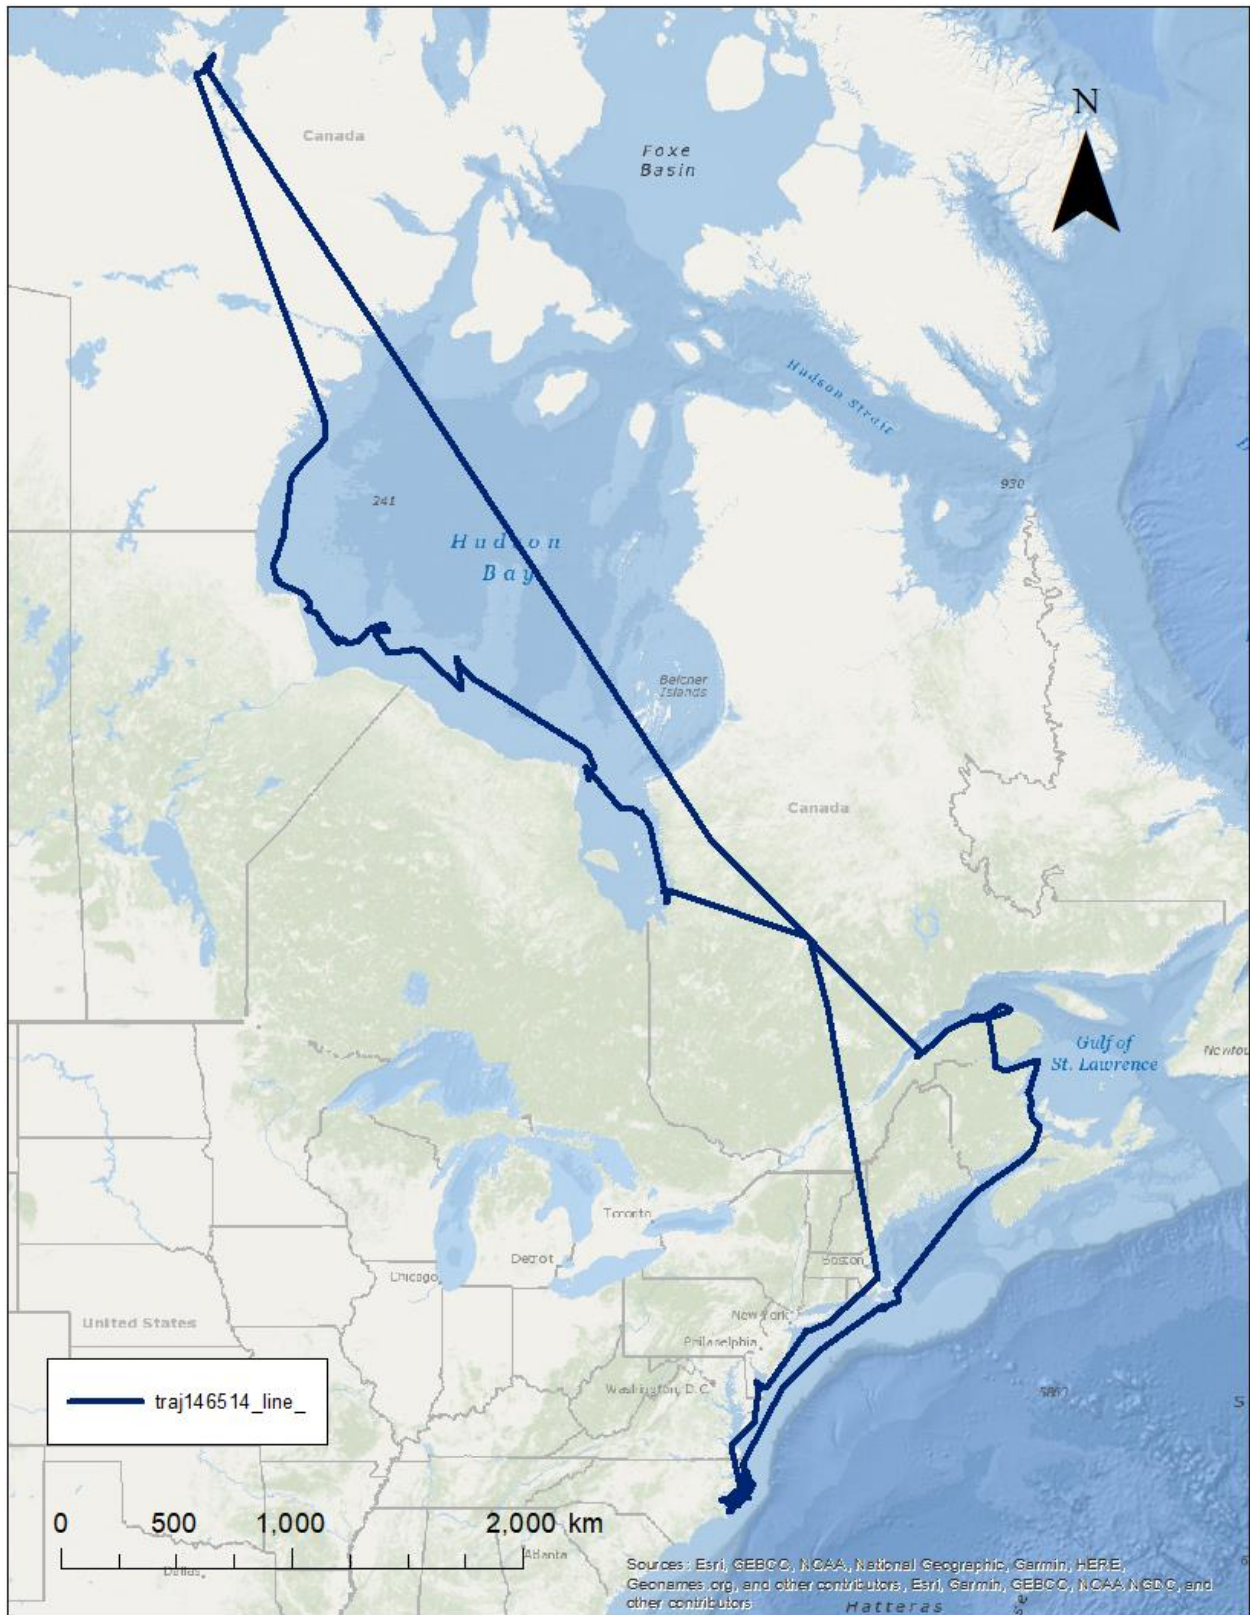 N
Canada
Foxe
Basin
Hudson Strait
930
241
Hudson
Bay
Belcher
Islands
Canada
Gulf of
St. Lawrence
Toronto
Detroit
Boston
Chicago
New York
United States
Philadelphia
Washington, D.C.
traj146514_line_
S
0 500 1,000 2,000 km
Atlanta
Dallas
Sources: Esri, GEBCO, NOAA, National Geographic, Garmin, HERE,
Geonames.org, and other contributors, Esri, Garmin, GEBCO, NOAA NGDC, and
other contributors
Hatteras